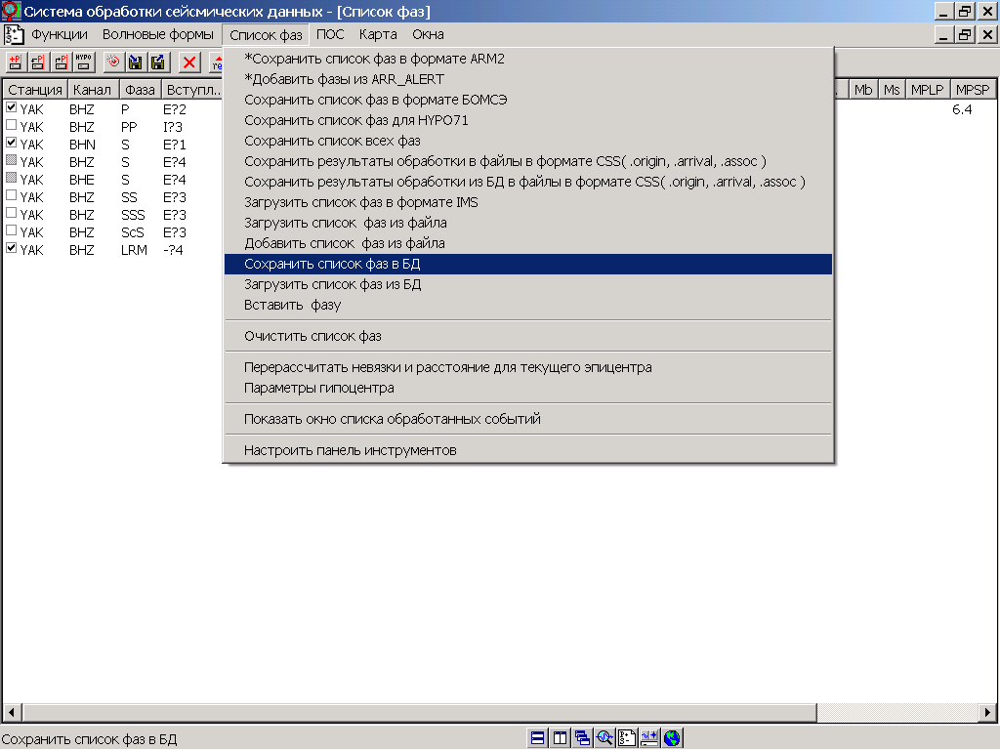 Система обработки сейсмических данных - [Список фаз]
Функции Волновые формы Список фаз ПОС Карта Окна
*Сохранить список фаз в формате ARM2
*Добавить фазы из ARR_ALERT
Сохранить список фаз в формате БОМСЭ
Сохранить список фаз для HYPO71
Сохранить список всех фаз
Сохранить результаты обработки в файлы в формате CSS( .origin, .arrival, .assoc )
Сохранить результаты обработки из БД в файлы в формате CSS( .origin, .arrival, .assoc )
Загрузить список фаз в формате IMS
Загрузить список фаз из файла
Добавить список фаз из файла
Сохранить список фаз в БД
Загрузить список фаз из БД
Вставить фазу
Очистить список фаз
Перерассчитать невязки и расстояние для текущего эпицентра
Параметры гипоцентра
Показать окно списка обработанных событий
Настроить панель инструментов
Станция Канал Фаза Вступл... Mb Ms MPLP MPSP
YAK BHZ P E?2 6.4
YAK BHZ PP I?3
YAK BHN S E?1
YAK BHZ S E?4
YAK BHE S E?4
YAK BHZ SS E?3
YAK BHZ SSS E?3
YAK BHZ ScS E?3
YAK BHZ LRM -?4
Сохранить список фаз в БД